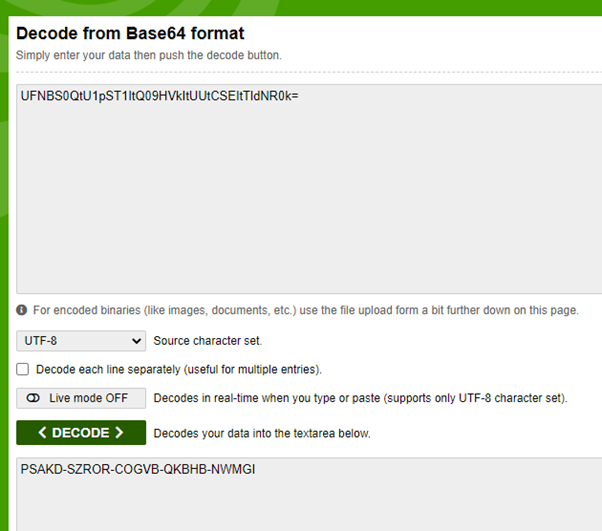 Decode from Base64 format
Simply enter your data then push the decode button.
UFNBS0QtU1pST1ItQ09HVkItUUtCSEItTldNR0k=
For encoded binaries (like images, documents, etc.) use the file upload form a bit further down on this page.
UTF-8 Source character set.
Decode each line separately (useful for multiple entries).
Live mode OFF Decodes in real-time when you type or paste (supports only UTF-8 character set).
< DECODE > Decodes your data into the textarea below.
PSAKD-SZROR-COGVB-QKBHB-NWMGI